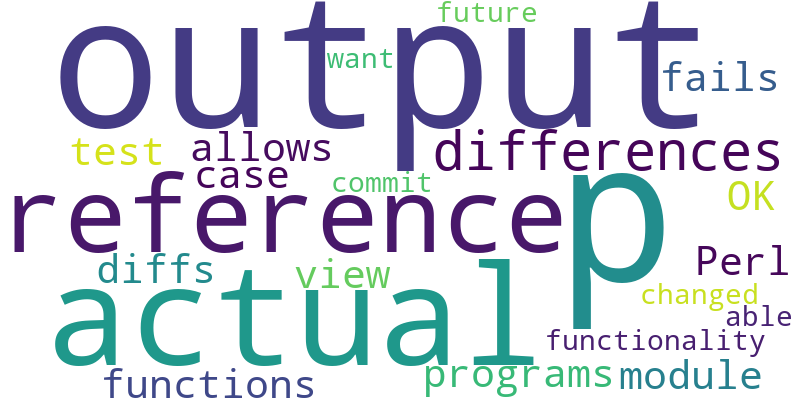 future
output
want
fails
test
allows
differences
case
commit
reference
p
OK
diffs
view
Perl
actual
changed
able
functionality
functions
programs
module